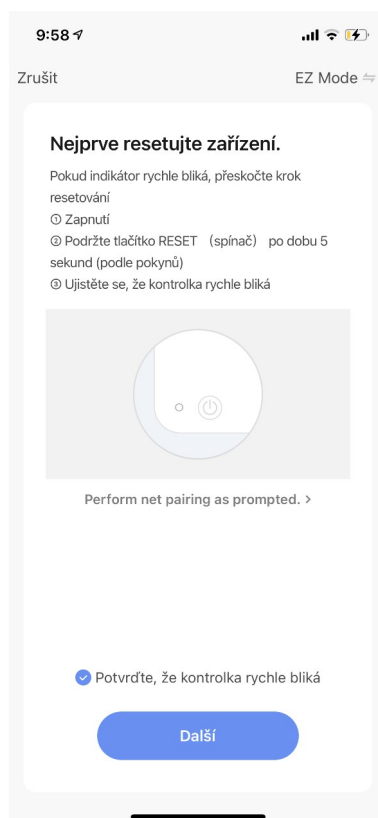 9:58
Zrušit
EZ Mode
Nejprve resetujte zařízení.
Pokud indikátor rychle bliká, přeskočte krok
resetování
① Zapnutí
② Podržte tlačítko RESET （spínač） po dobu 5
sekund (podle pokynů)
③ Ujistěte se, že kontrolka rychle bliká
Perform net pairing as prompted. >
Potvrďte, že kontrolka rychle bliká
Další